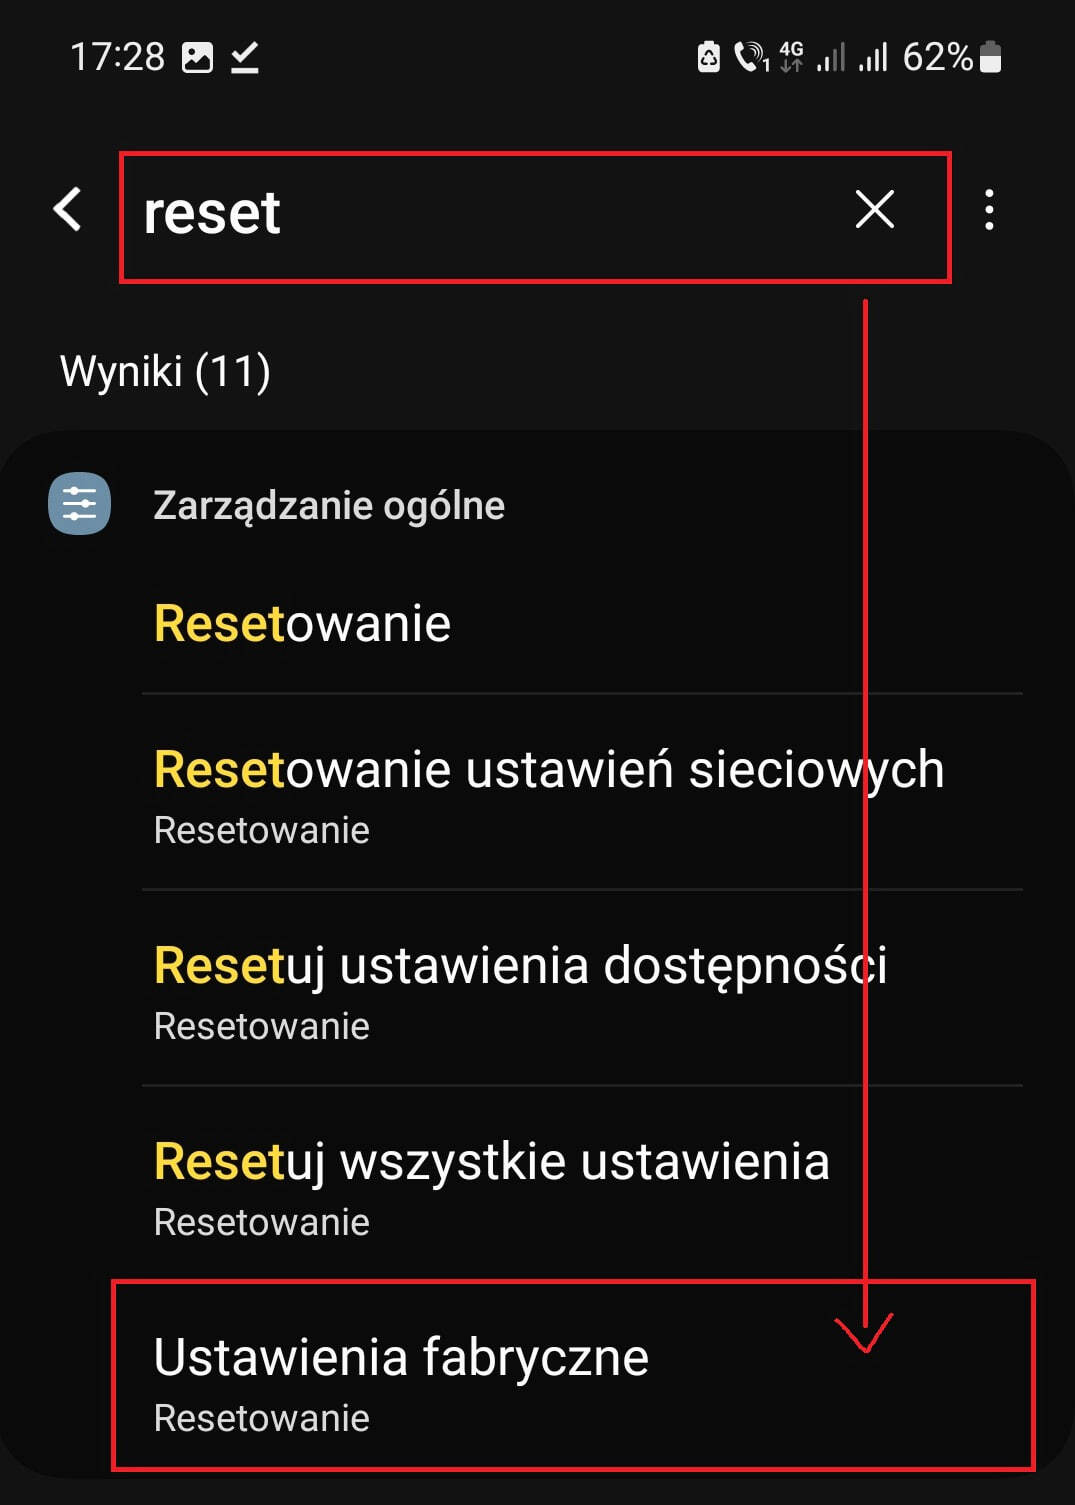 17:28 1 4G 62%
reset
Wyniki (11)
Zarządzanie ogólne
Resetowanie
Resetowanie ustawień sieciowych
Resetowanie
Resetuj ustawienia dostępności
Resetowanie
Resetuj wszystkie ustawienia
Resetowanie
Ustawienia fabryczne
Resetowanie